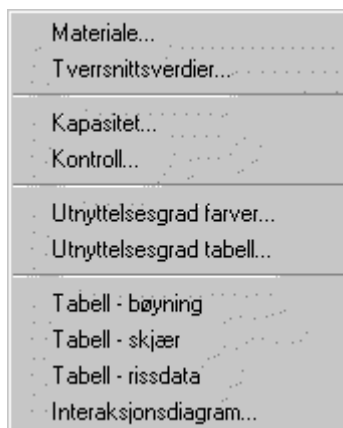 Materiale...
Tverrsnittsverdier...
Kapasitet...
Kontroll...
Utnyttelsesgrad farver...
Utnyttelsesgrad tabell...
Tabell - bøyning
Tabell - skjær
Tabell - rissdata
Interaksjonsdiagram...